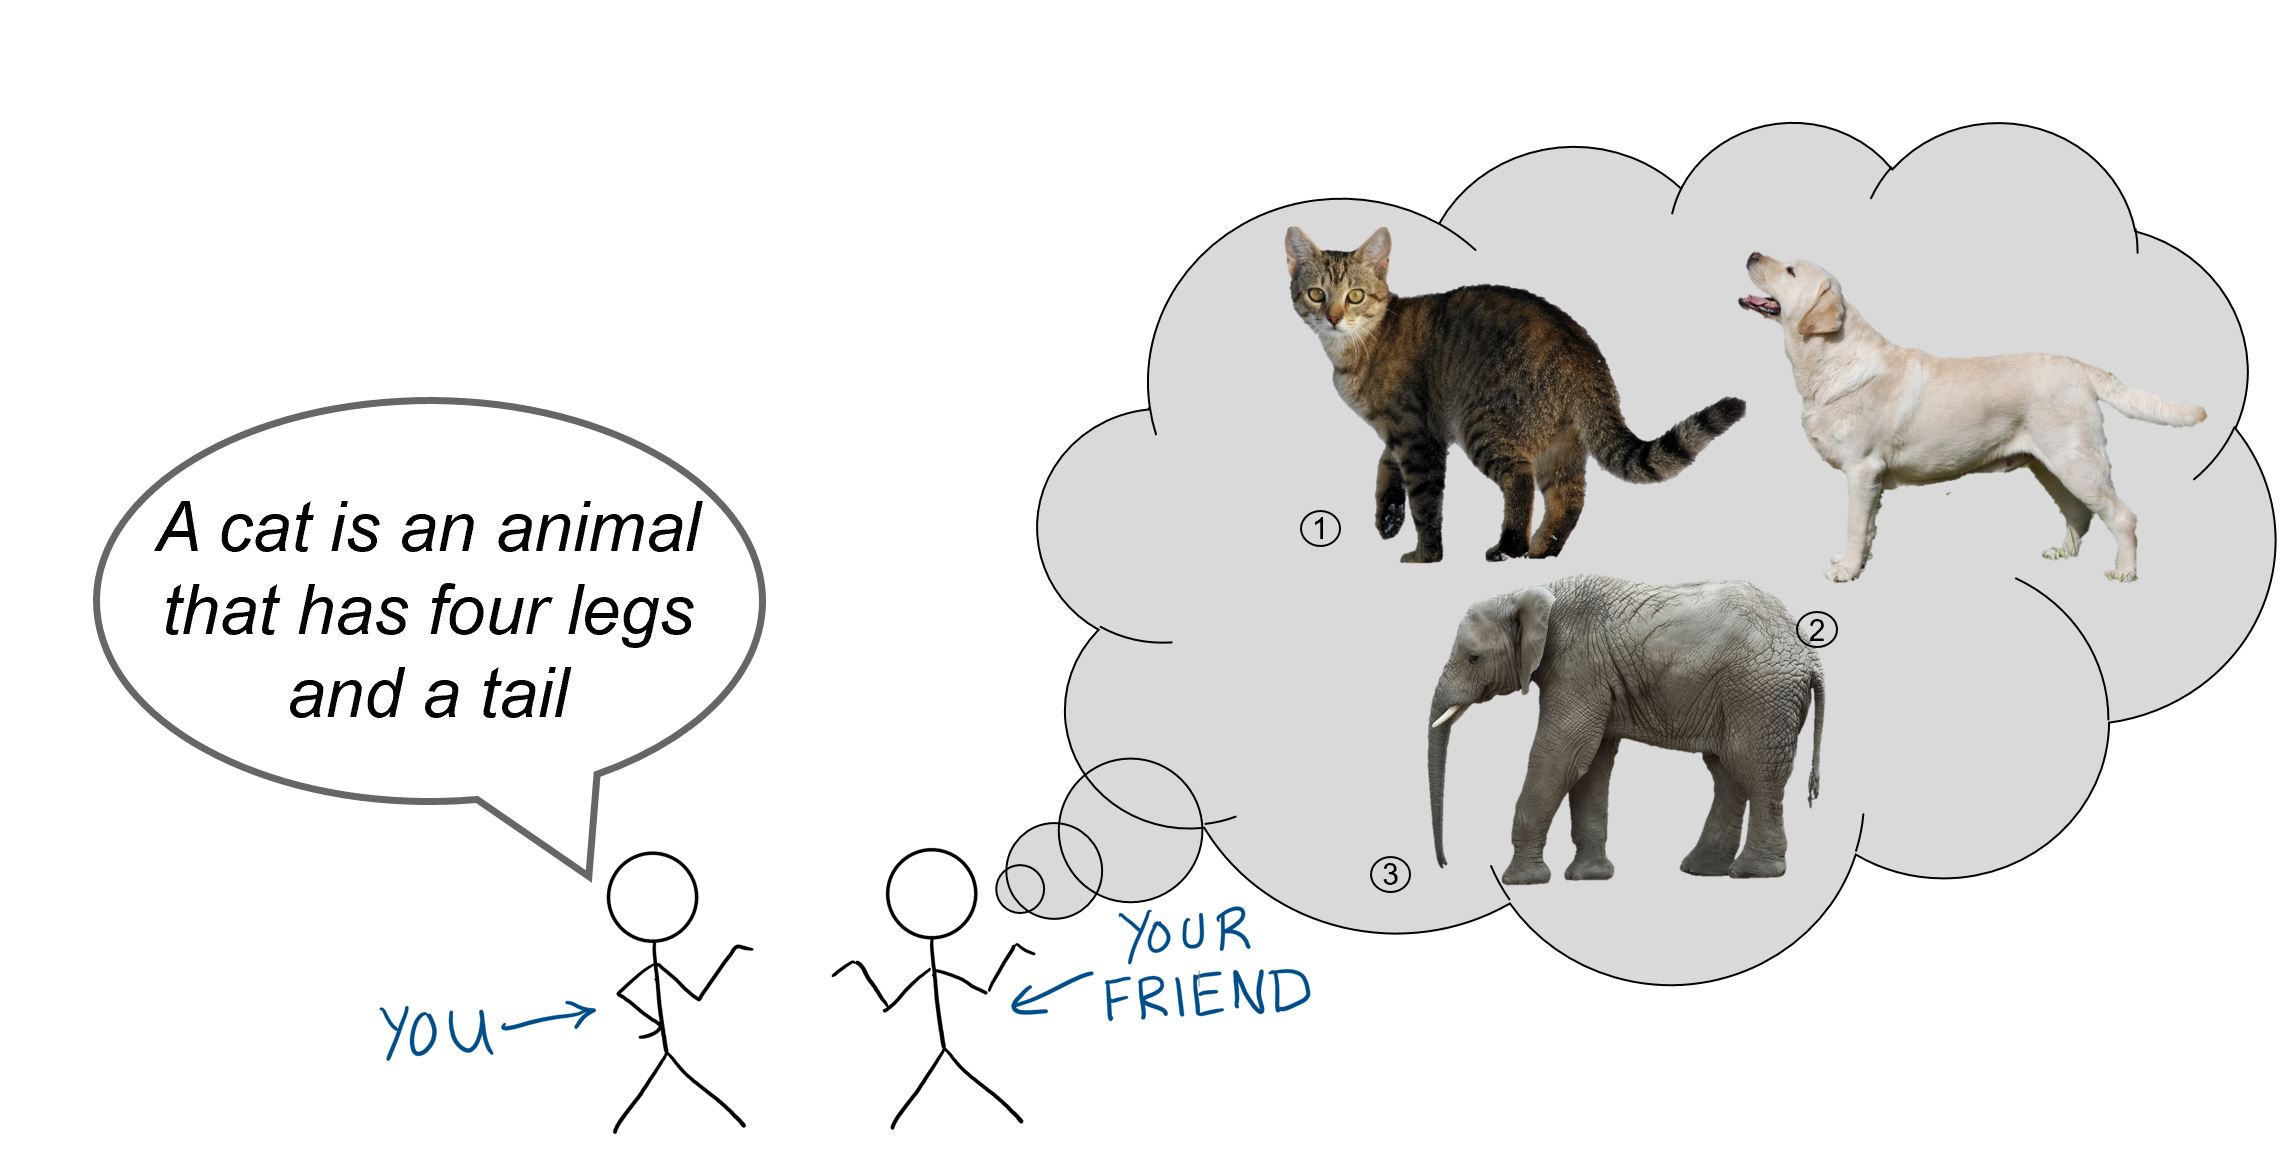 A cat is an animal
that has four legs
and a tail
①
②
③
YOU
YOUR
FRIEND